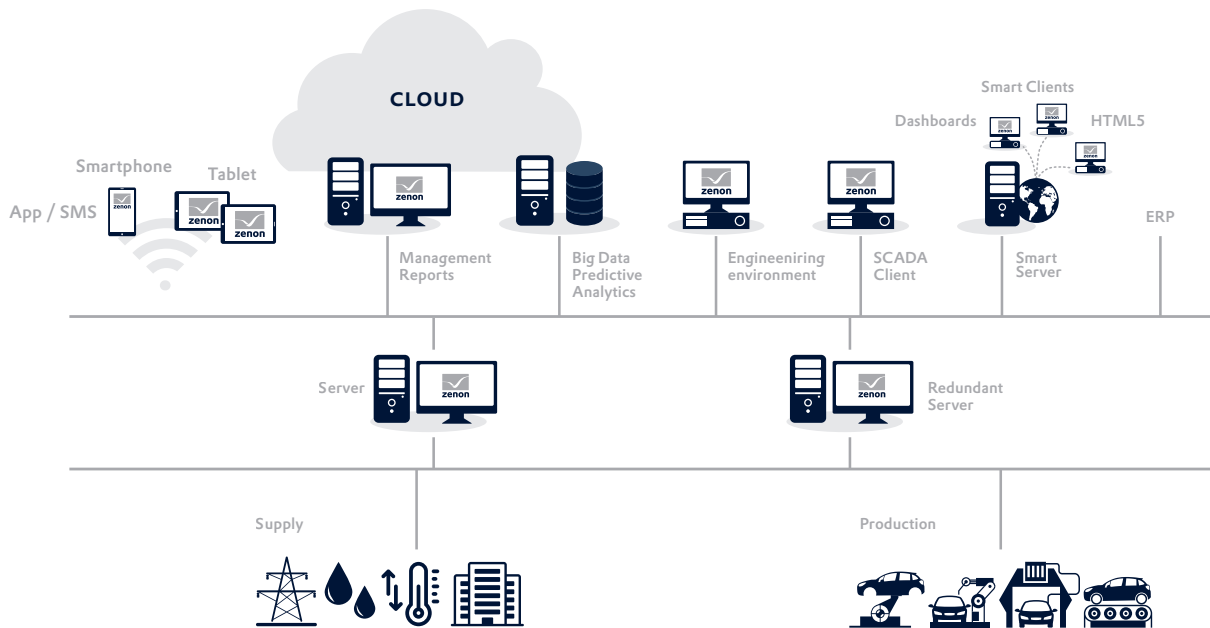 CLOUD
Smart Clients
Dashboards
HTML5
Smartphone
Tablet
App / SMS
zenon
zenon
zenon
zenon
zenon
zenon
zenon
zenon
zenon
ERP
Management
Reports
Big Data
Predictive
Analytics
Engineeniring
environment
SCADA
Client
Smart
Server
Server
zenon
zenon
Redundant
Server
Supply
Production